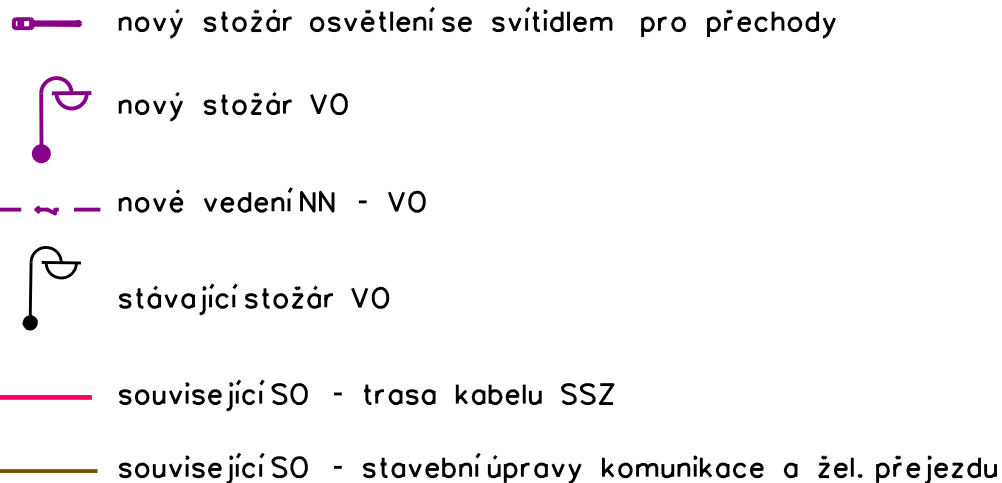 nový stožár osvětlení se svítidlem pro přechody
nový stožár VO
nové vedení NN - VO
stávající stožár VO
související SO - trasa kabelu SSZ
související SO - stavební úpravy komunikace a žel. přejezdu